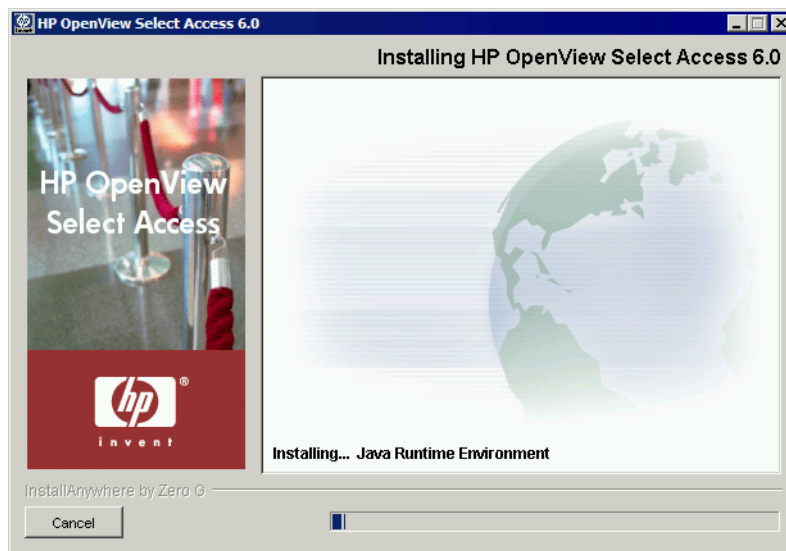 HP OpenView Select Access 6.0
Installing HP OpenView Select Access 6.0
HP OpenView
Select Access
hp
®
invent
Installing... Java Runtime Environment
InstallAnywhere by Zero G
Cancel